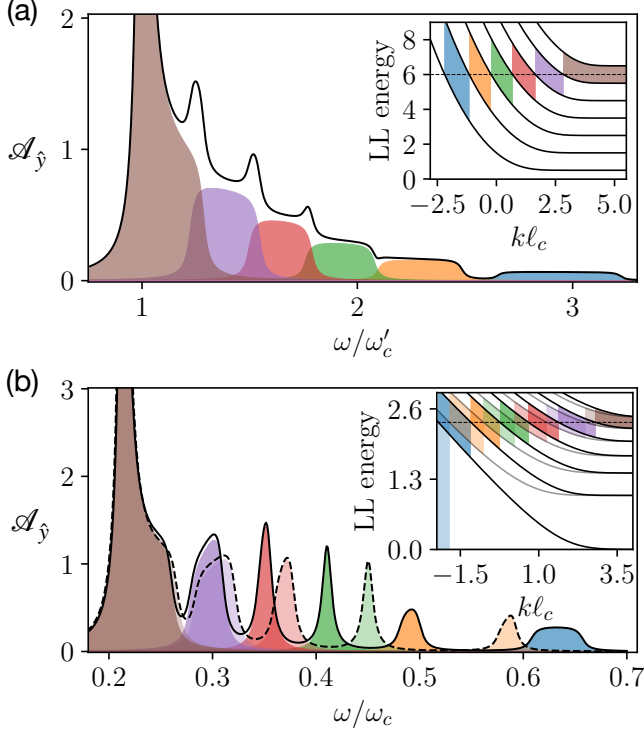 (a)
2
1
0
𝒜ŷ
1 2 3
ω/ω′c
LL energy
8
6
4
2
0
−2.5 0.0 2.5 5.0
kℓc
(b)
3
2
1
0
𝒜ŷ
0.2 0.3 0.4 0.5 0.6 0.7
ω/ωc
LL energy
2.6
1.3
0.0
−1.5 1.0 3.5
kℓc